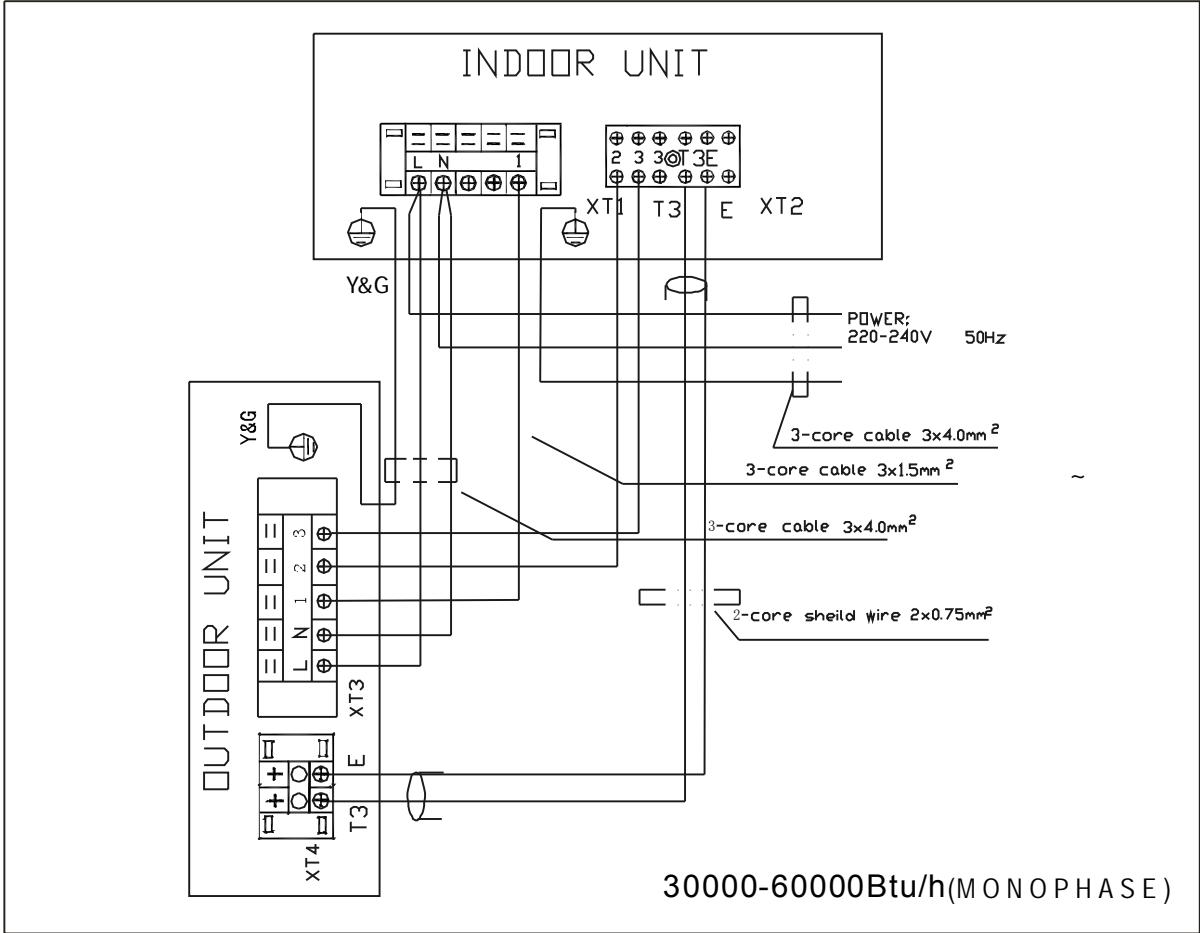 INDOOR UNIT
L N 1
2 3 3 T3E
XT1 T3 E XT2
Y&G
POWER;
220-240V 50Hz
Y&G
3-core cable 3x4.0mm²
3-core cable 3x1.5mm²
~
3-core cable 3x4.0mm²
2-core sheild wire 2x0.75mm²
OUTDOOR UNIT
3
2
1
N
L
XT3
E
T3
XT4
30000-60000Btu/h(MONOPHASE)